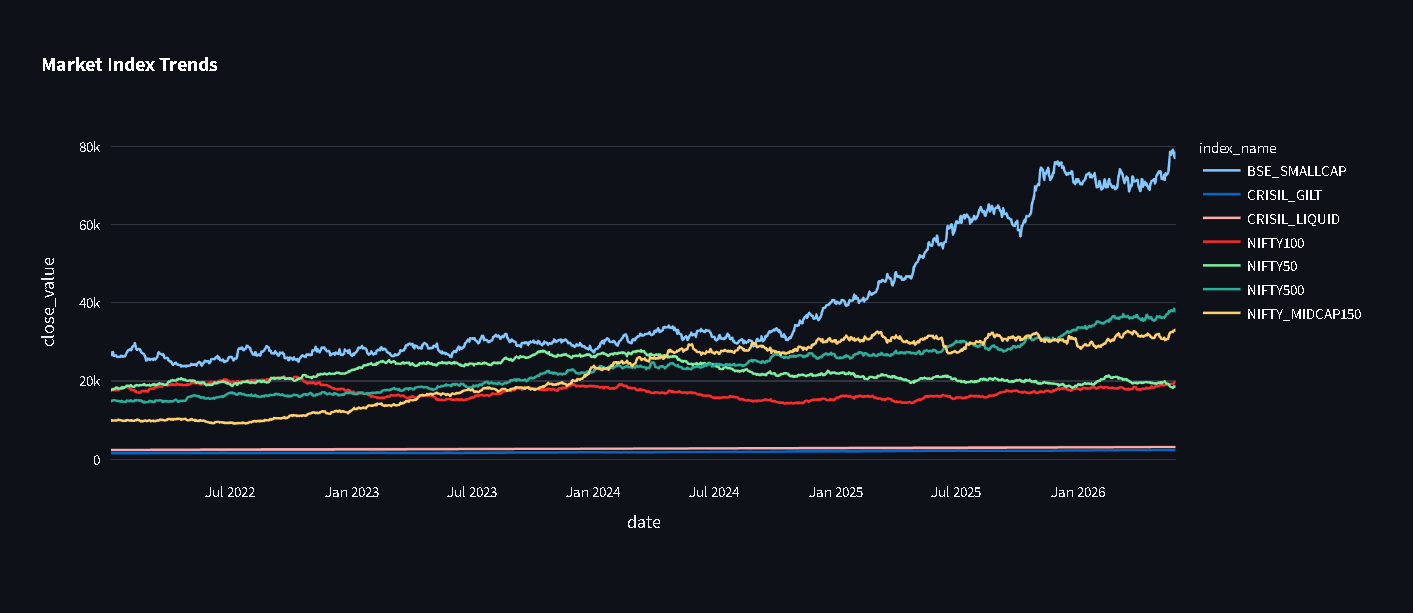 Market Index Trends
80k
60k
40k
20k
0
close_value
Jul 2022
Jan 2023
Jul 2023
Jan 2024
Jul 2024
Jan 2025
Jul 2025
Jan 2026
date
index_name
BSE_SMALLCAP
CRISIL_GILT
CRISIL_LIQUID
NIFTY100
NIFTY50
NIFTY500
NIFTY_MIDCAP150